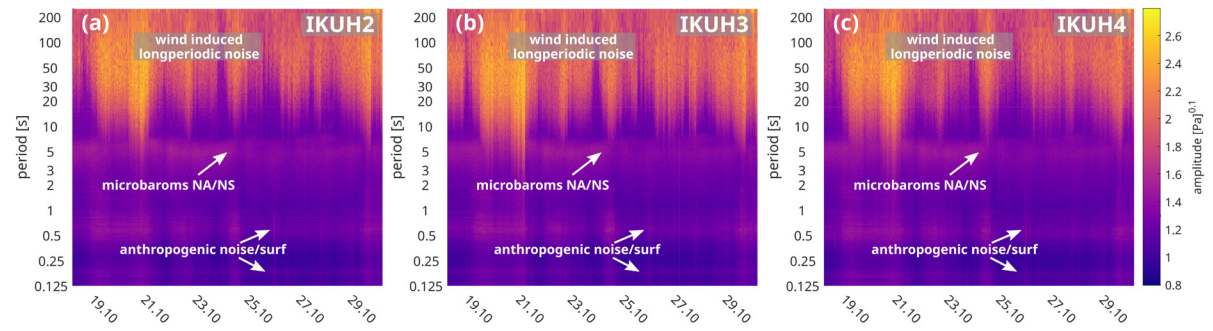 (a) IKUH2
wind induced
longperiodic noise
microbaroms NA/NS
anthropogenic noise/surf
period [s]
100
50
30
20
10
5
3
2
1
0.5
0.25
0.125
19.10 21.10 23.10 25.10 27.10 29.10
(b) IKUH3
wind induced
longperiodic noise
microbaroms NA/NS
anthropogenic noise/surf
period [s]
100
50
30
20
10
5
3
2
1
0.5
0.25
0.125
19.10 21.10 23.10 25.10 27.10 29.10
(c) IKUH4
wind induced
longperiodic noise
microbaroms NA/NS
anthropogenic noise/surf
period [s]
200
100
50
30
20
10
5
3
2
1
0.5
0.25
0.125
19.10 21.10 23.10 25.10 27.10 29.10
2.6
2.4
2.2
2
1.8
1.6
1.4
1.2
1
0.8
amplitude [Pa]^0.1